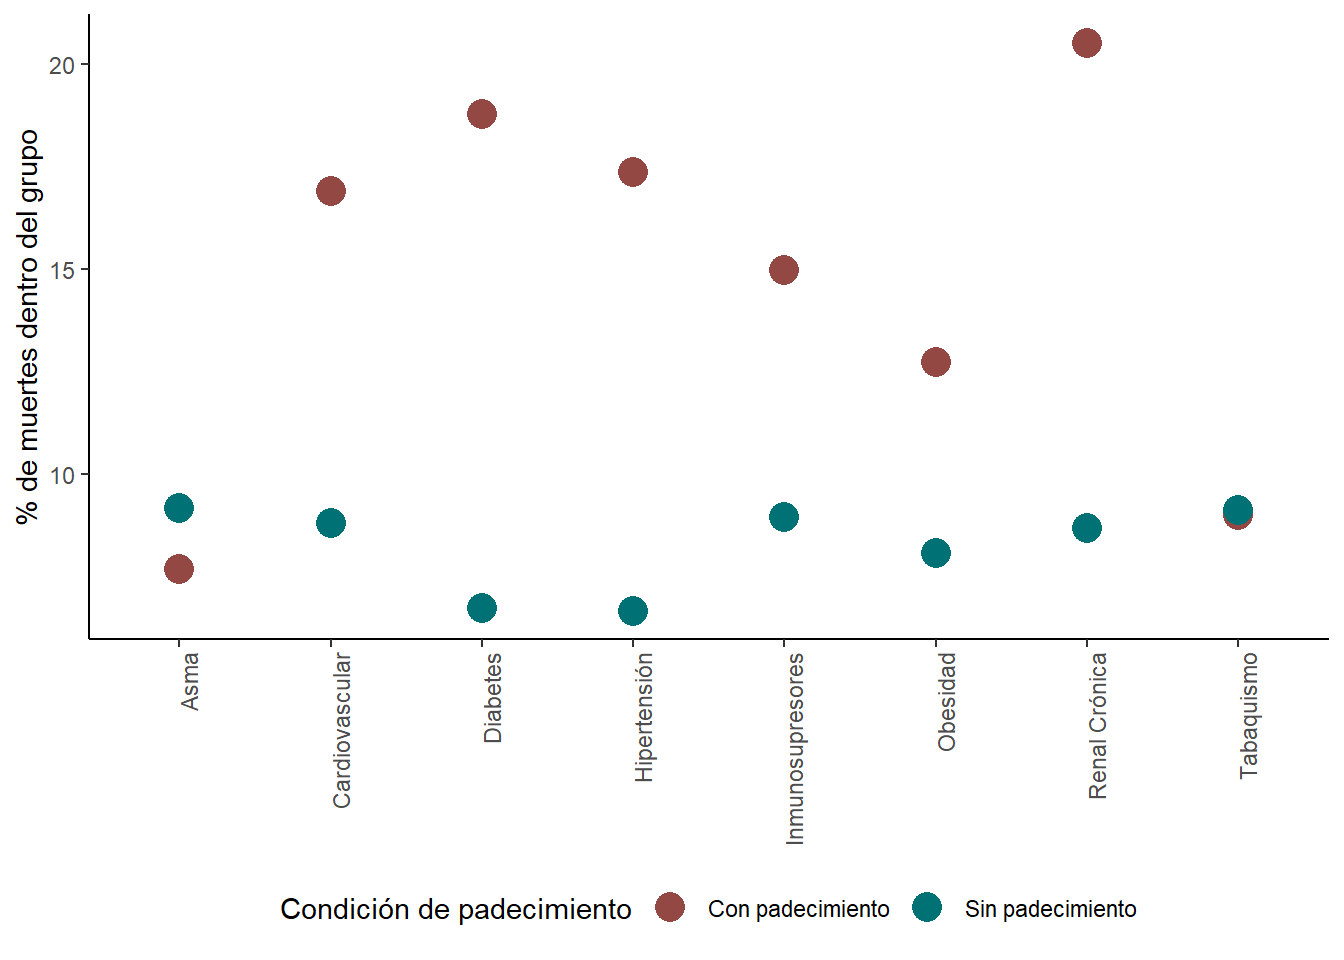 % de muertes dentro del grupo
20
15
10
Asma
Cardiovascular
Diabetes
Hipertensión
Inmunosupresores
Obesidad
Renal Crónica
Tabaquismo
Condición de padecimiento
Con padecimiento
Sin padecimiento